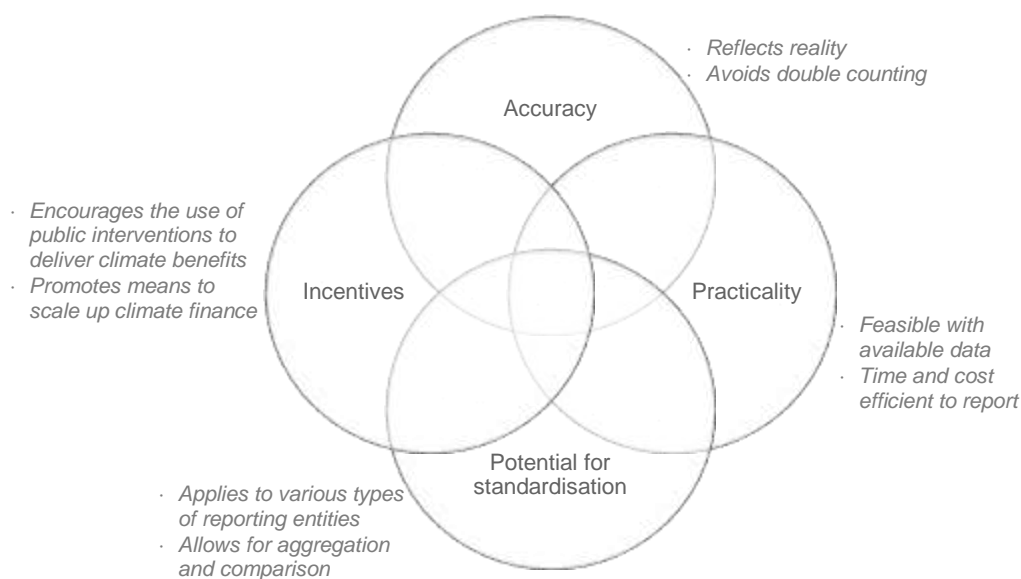 · Reflects reality
· Avoids double counting
Accuracy
· Encourages the use of
public interventions to
deliver climate benefits
· Promotes means to
scale up climate finance
Incentives
Practicality
· Feasible with
available data
· Time and cost
efficient to report
Potential for
standardisation
· Applies to various types
of reporting entities
· Allows for aggregation
and comparison